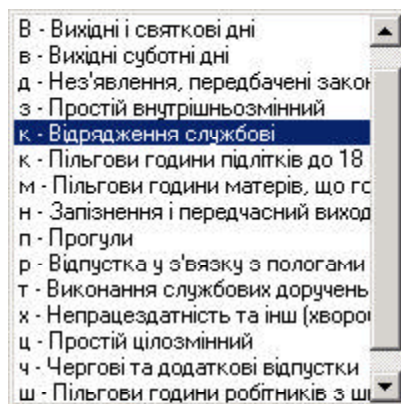 В - Вихідні і святкові дні
в - Вихідні суботні дні
д - Нез'явлення, передбачені закон
з - Простій внутрішньозмінний
к - Відрядження службові
к - Пільгови години підлітків до 18
м - Пільгови години матерів, що го
н - Запізнення і передчасний виход
п - Прогули
р - Відпустка у з'вязку з пологами
т - Виконання службових доручень
х - Непрацездатність та інш (хворо
ц - Простій цілозмінний
ч - Чергові та додаткові відпустки
ш - Пільгови години робітників з ш